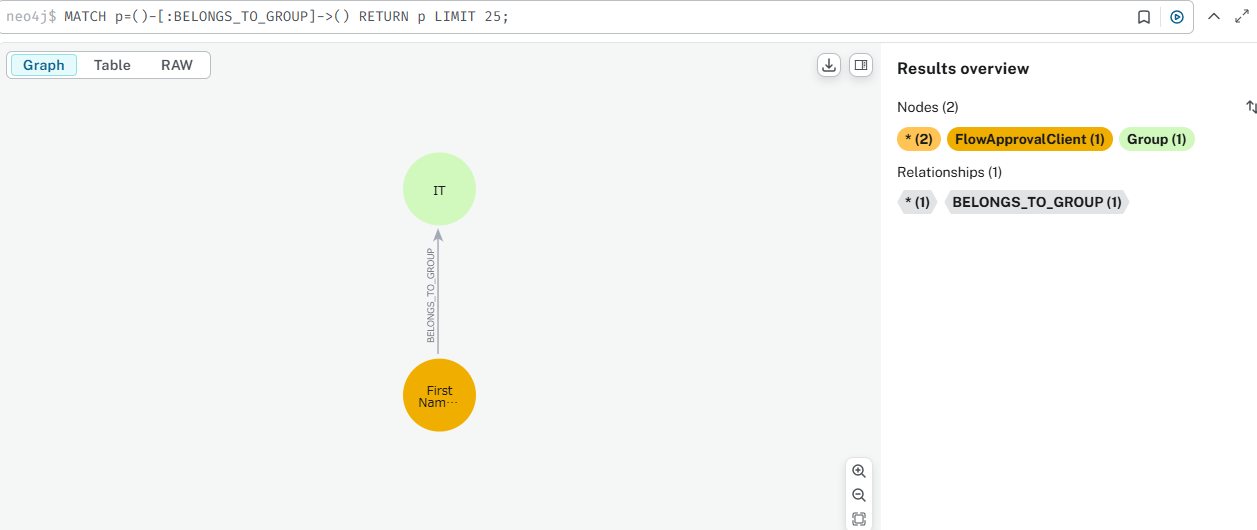 neo4j$ MATCH p=()-[:BELONGS_TO_GROUP]->() RETURN p LIMIT 25;
Graph Table RAW
Results overview
Nodes (2)
* (2) FlowApprovalClient (1) Group (1)
Relationships (1)
* (1) BELONGS_TO_GROUP (1)
IT
BELONGS_TO_GROUP
First
Nam···